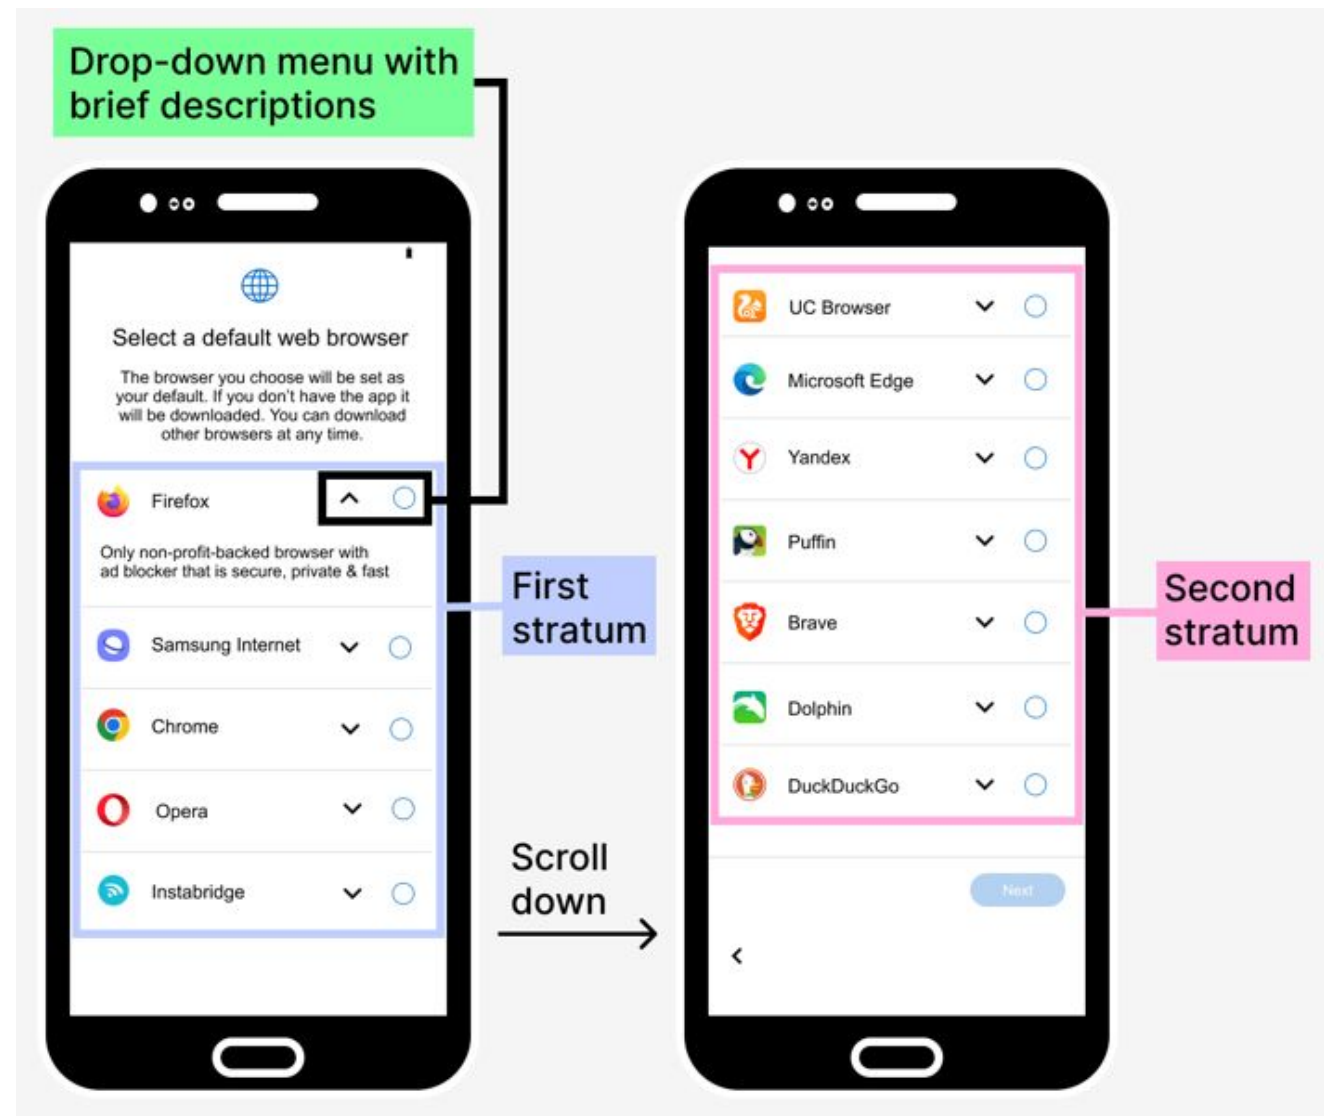 Drop-down menu with
brief descriptions
Select a default web browser
The browser you choose will be set as
your default. If you don't have the app it
will be downloaded. You can download
other browsers at any time.
Firefox
Only non-profit-backed browser with
ad blocker that is secure, private & fast
Samsung Internet
Chrome
Opera
Instabridge
First
stratum
Scroll
down
UC Browser
Microsoft Edge
Yandex
Puffin
Brave
Dolphin
DuckDuckGo
Next
Second
stratum